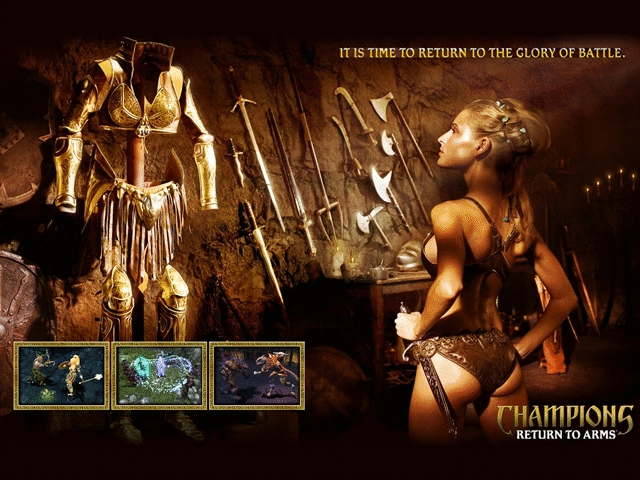 IT IS TIME TO RETURN TO THE GLORY OF BATTLE.
CHAMPIONS
RETURN TO ARMS